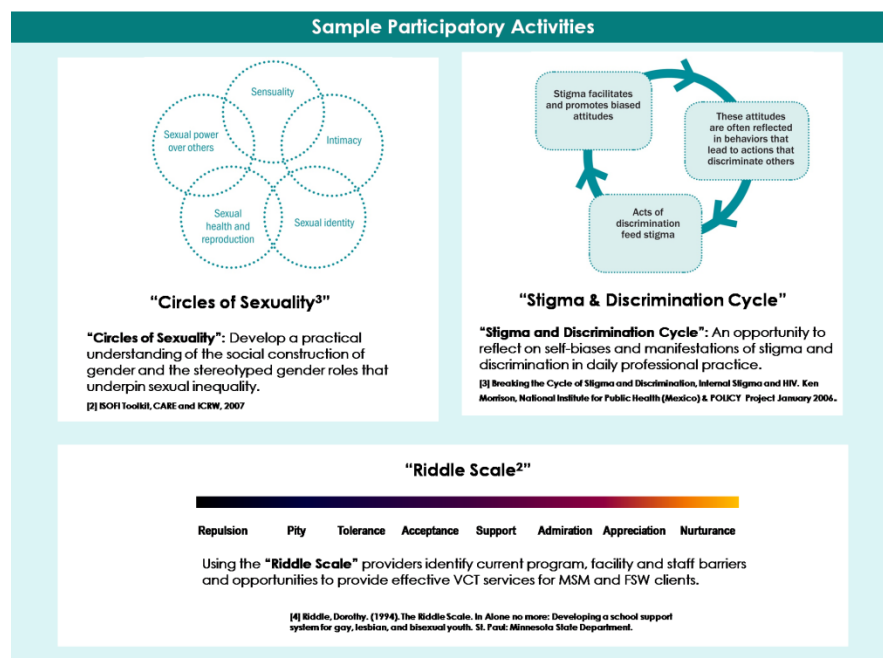 Sample Participatory Activities
Sensuality
Sexual power
over others
Intimacy
Sexual
health and
reproduction
Sexual identity
“Circles of Sexuality³”
“Circles of Sexuality”: Develop a practical
understanding of the social construction of
gender and the stereotyped gender roles that
underpin sexual inequality.
[2] ISOFI Toolkit, CARE and ICRW, 2007
Stigma facilitates
and promotes biased
attitudes
These attitudes
are often reflected
in behaviors that
lead to actions that
discriminate others
Acts of
discrimination
feed stigma
“Stigma & Discrimination Cycle”
“Stigma and Discrimination Cycle”: An opportunity to
reflect on self-biases and manifestations of stigma and
discrimination in daily professional practice.
[3] Breaking the Cycle of Stigma and Discrimination, Internal Stigma and HIV. Ken
Morrison, National Institute for Public Health (Mexico) & POLICY Project January 2006.
“Riddle Scale²”
Repulsion Pity Tolerance Acceptance Support Admiration Appreciation Nurturance
Using the “Riddle Scale” providers identify current program, facility and staff barriers
and opportunities to provide effective VCT services for MSM and FSW clients.
[4] Riddle, Dorothy. (1994). The Riddle Scale. In Alone no more: Developing a school support
system for gay, lesbian, and bisexual youth. St. Paul: Minnesota State Department.